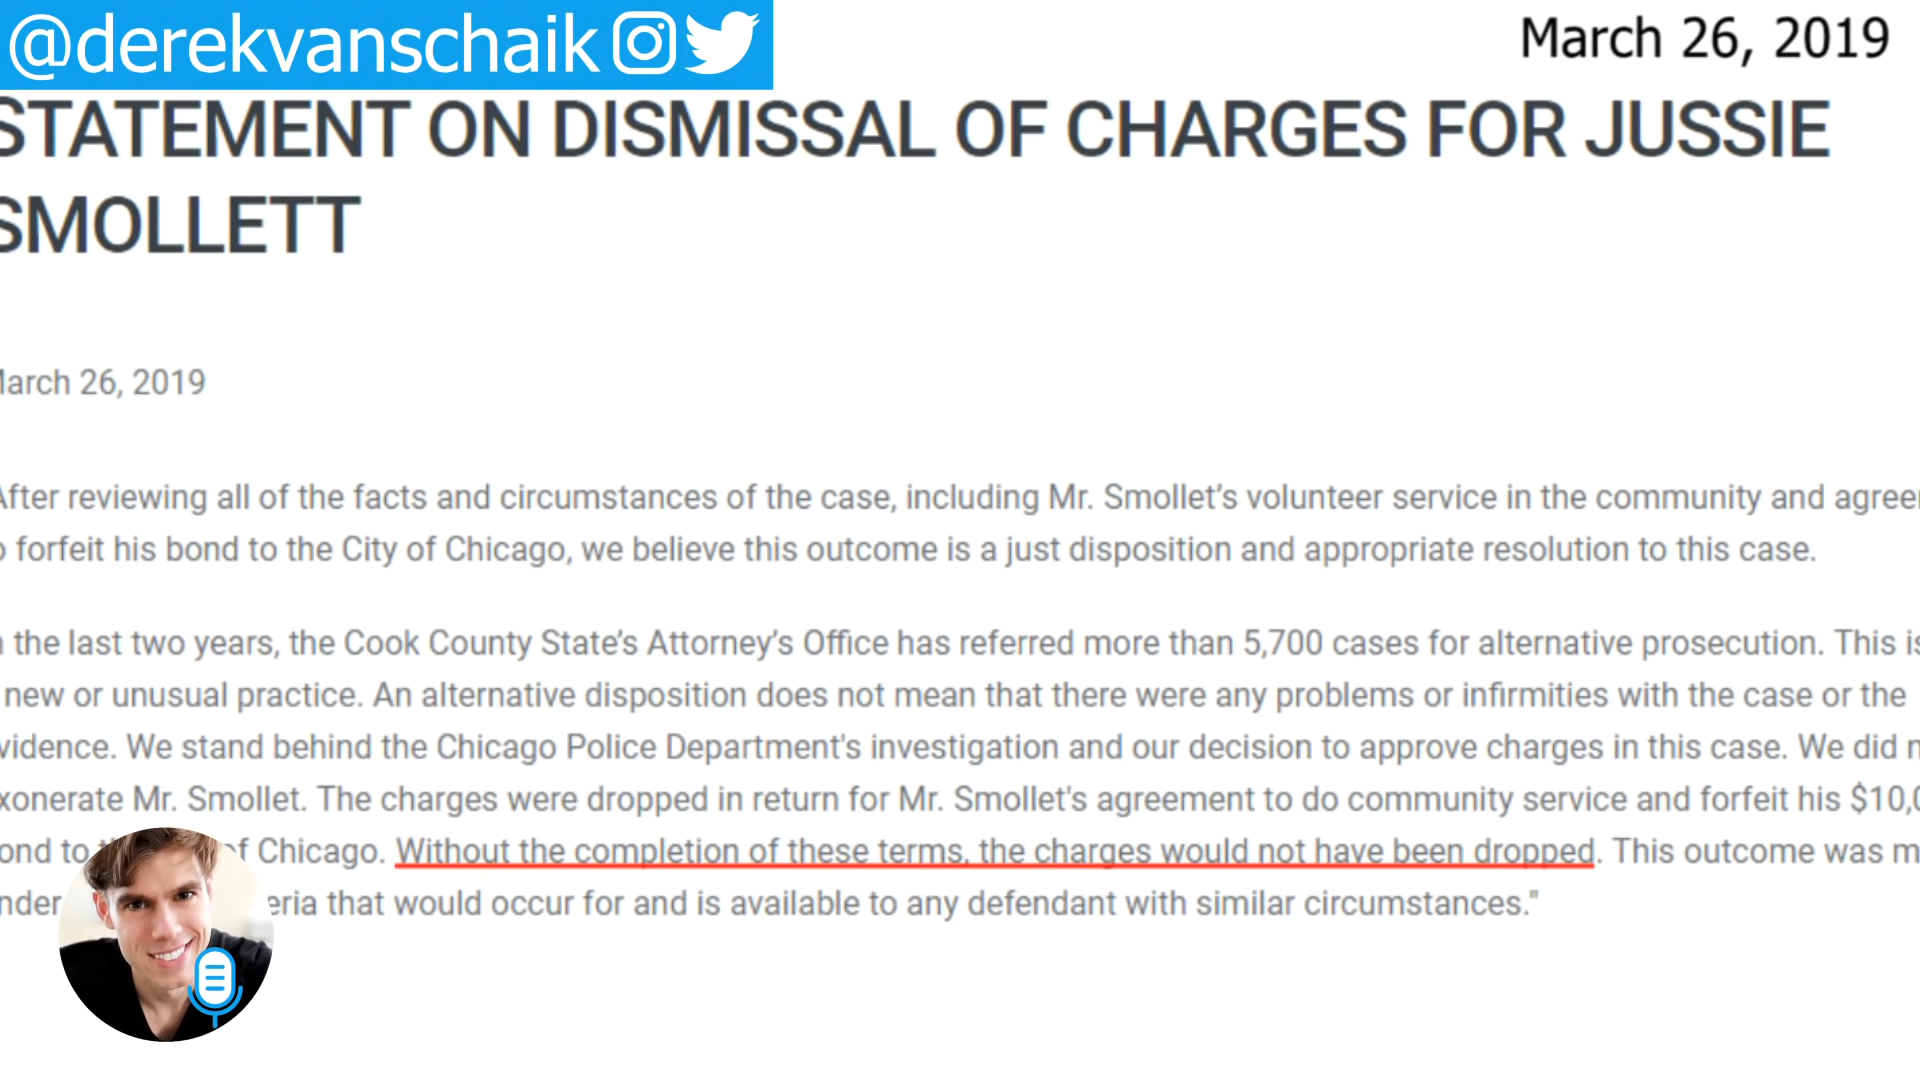 @derekvanschaik
March 26, 2019
STATEMENT ON DISMISSAL OF CHARGES FOR JUSSIE
SMOLLETT
March 26, 2019
After reviewing all of the facts and circumstances of the case, including Mr. Smollet’s volunteer service in the community and
forfeit his bond to the City of Chicago, we believe this outcome is a just disposition and appropriate resolution to this case.
the last two years, the Cook County State’s Attorney’s Office has referred more than 5,700 cases for alternative prosecution. This is
new or unusual practice. An alternative disposition does not mean that there were any problems or infirmities with the case or the
evidence. We stand behind the Chicago Police Department's investigation and our decision to approve charges in this case. We did
exonerate Mr. Smollet. The charges were dropped in return for Mr. Smollet's agreement to do community service and forfeit his
bond to of Chicago. Without the completion of these terms, the charges would not have been dropped. This outcome was
under that would occur for and is available to any defendant with similar circumstances."